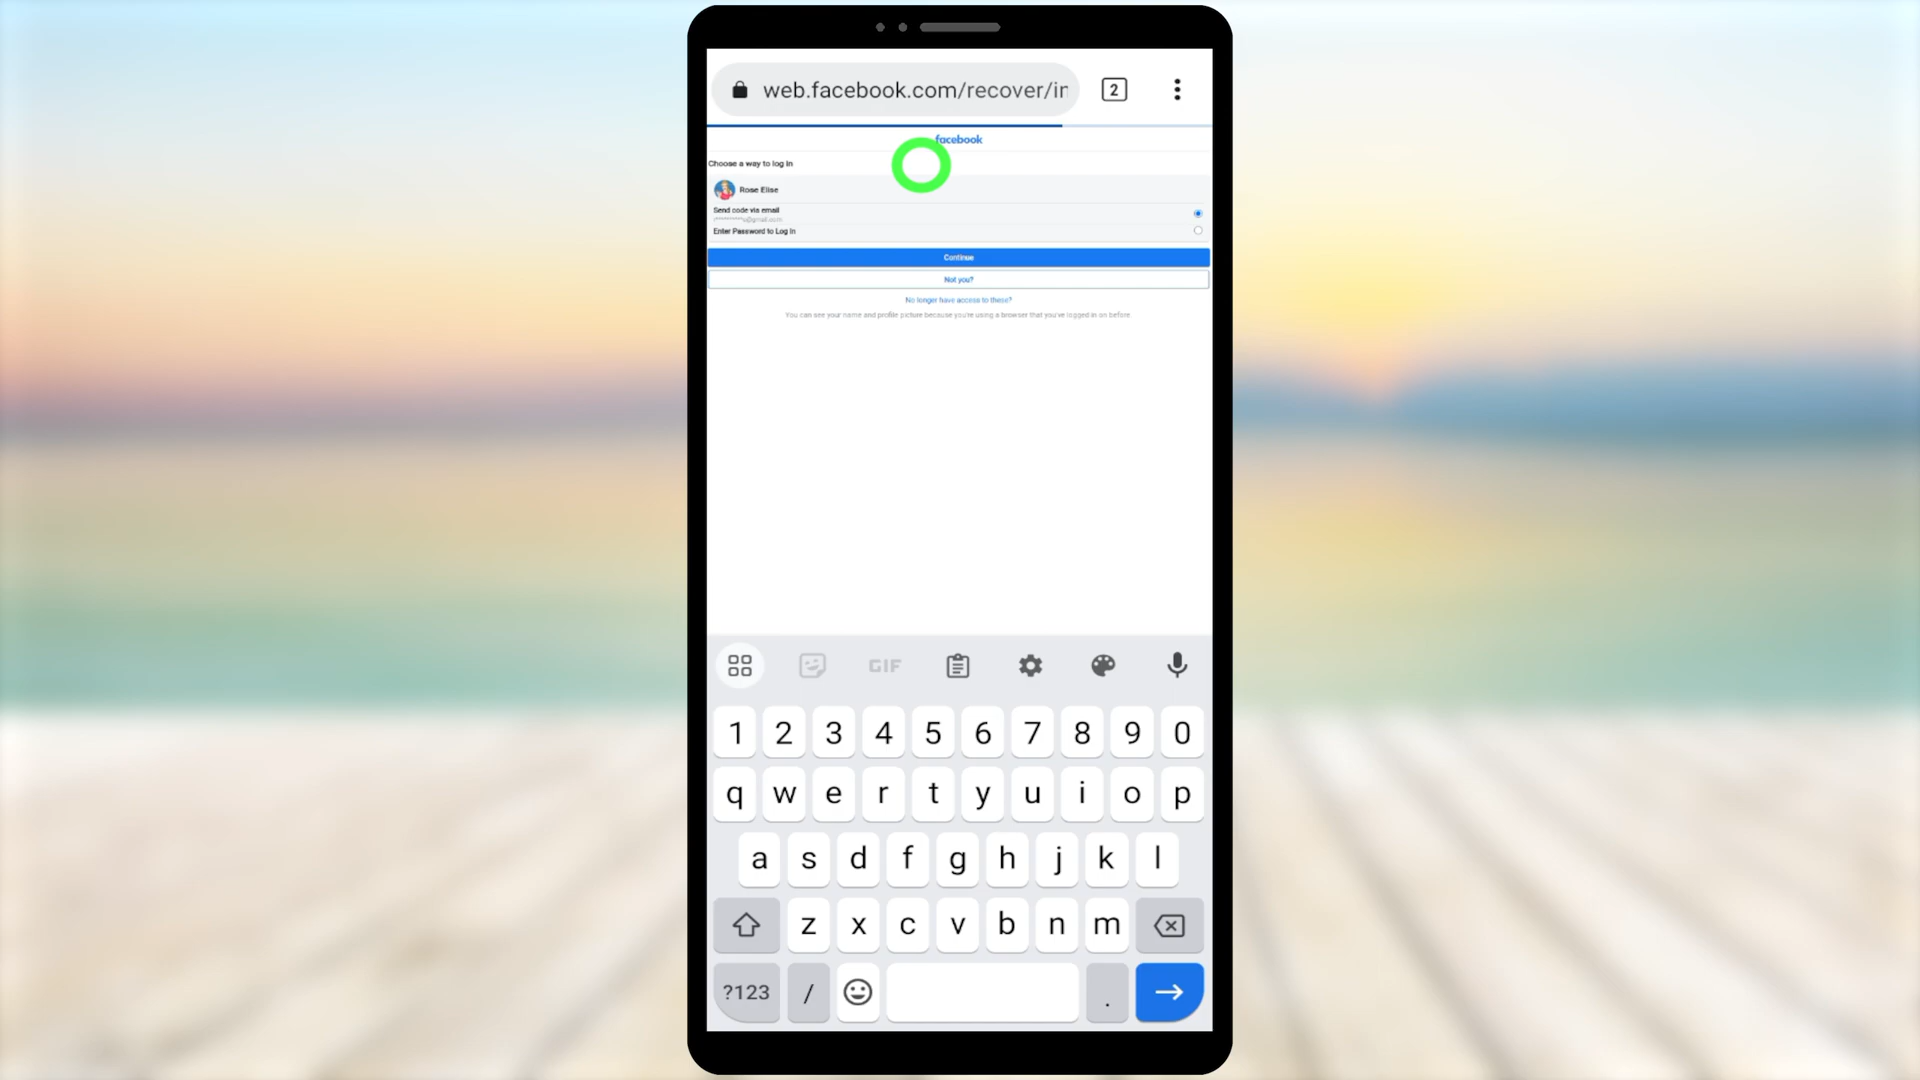 web.facebook.com/recover/in
2
facebook
Choose a way to log in
Rose Elise
Send code via email
Enter Password to Log In
Continue
Not you?
No longer have access to these?
You can see your name and profile picture because you're using a browser that you've logged in on before.
GIF
1 2 3 4 5 6 7 8 9 0
q w e r t y u i o p
a s d f g h j k l
z x c v b n m
?123 / .